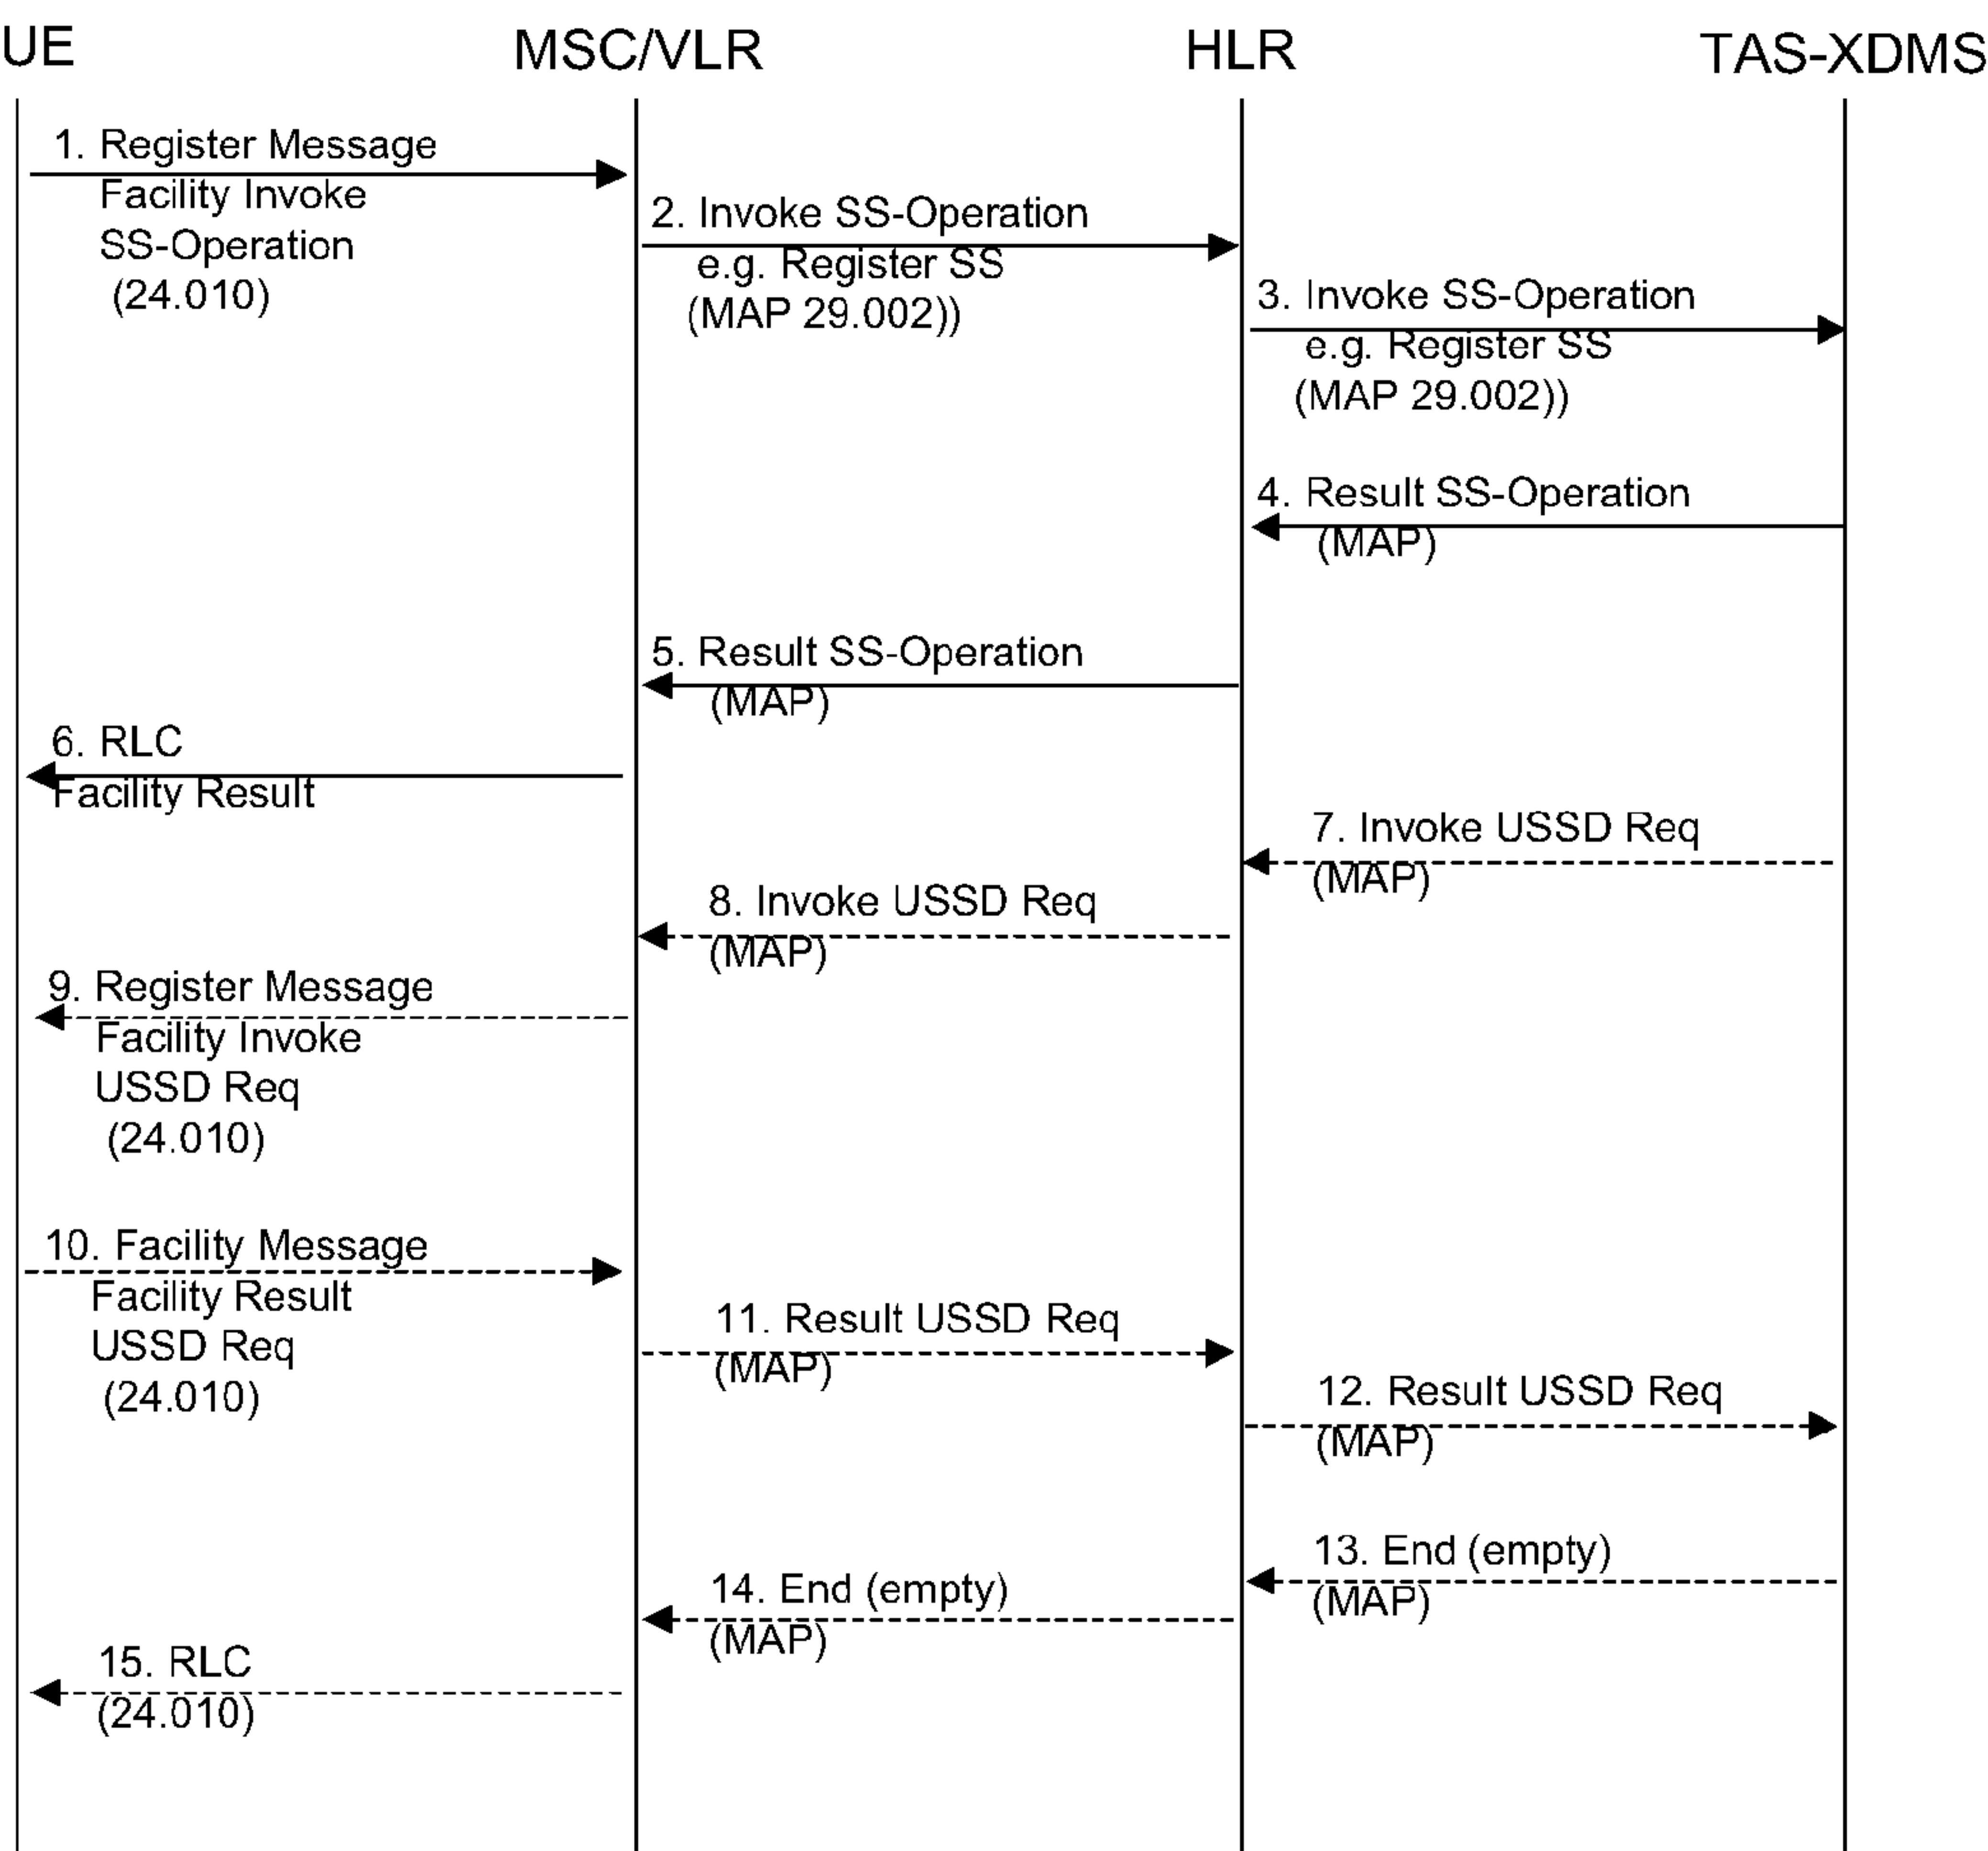 UE
MSC/VLR
HLR
TAS-XDMS
1. Register Message
Facility Invoke
SS-Operation
(24.010)
2. Invoke SS-Operation
e.g. Register SS
(MAP 29.002))
3. Invoke SS-Operation
e.g. Register SS
(MAP 29.002))
4. Result SS-Operation
(MAP)
5. Result SS-Operation
(MAP)
6. RLC
Facility Result
7. Invoke USSD Req
(MAP)
8. Invoke USSD Req
(MAP)
9. Register Message
Facility Invoke
USSD Req
(24.010)
10. Facility Message
Facility Result
USSD Req
(24.010)
11. Result USSD Req
(MAP)
12. Result USSD Req
(MAP)
13. End (empty)
(MAP)
14. End (empty)
(MAP)
15. RLC
(24.010)